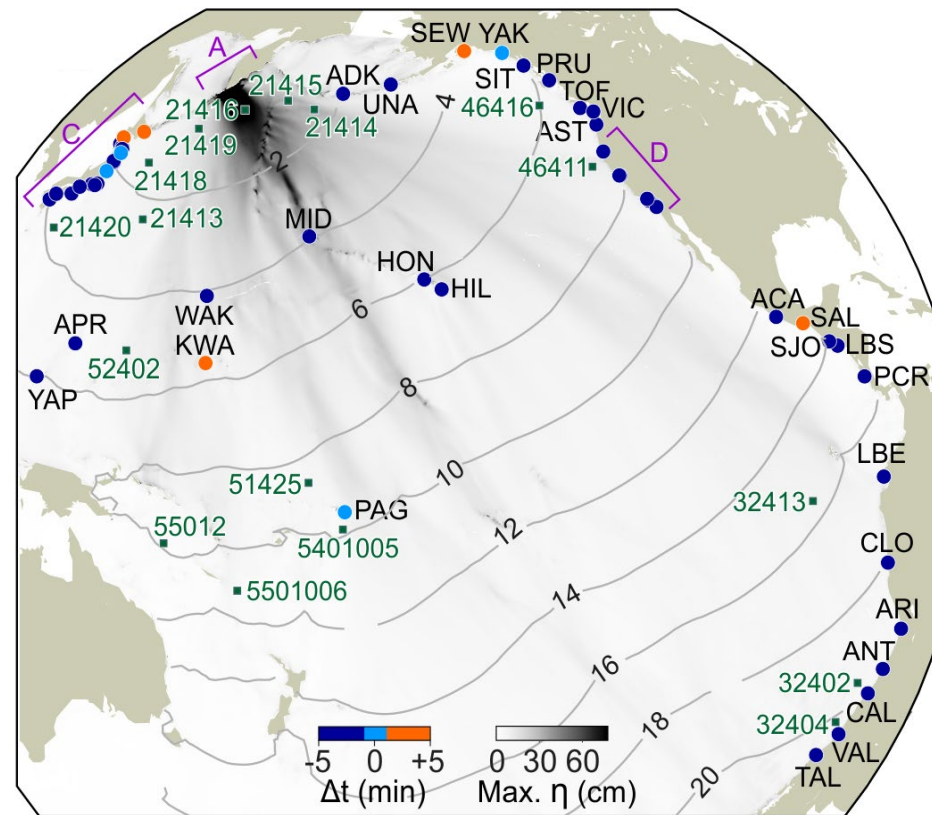 SEW YAK
A
21415
ADK
UNA
SIT
PRU
TOF
VIC
21416
21414
4
46416
AST
C
21419
2
D
21418
46411
21420
21413
MID
HON
HIL
WAK
6
ACA
SAL
APR
KWA
SJO
LBS
52402
8
PCR
YAP
LBE
10
51425
32413
PAG
55012
12
5401005
CLO
5501006
14
ARI
16
ANT
32402
CAL
18
32404
VAL
TAL
20
-5 0 +5
0 30 60
Δt (min)
Max. η (cm)